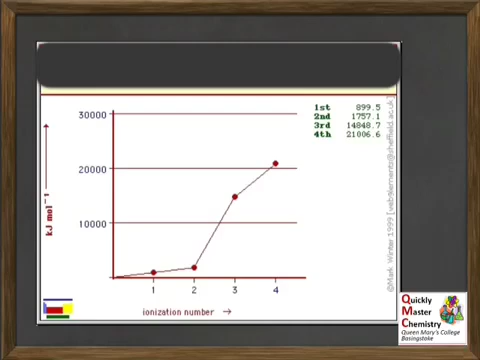 1st 899.5
2nd 1757.1
3rd 14848.7
4th 21006.6
30000
20000
10000
kJ mol⁻¹
1 2 3 4
ionization number →
©Mark Winter 1999 [webelements@sheffield.ac.uk]
Quickly
Master
Chemistry
Queen Mary's College
Basingstoke